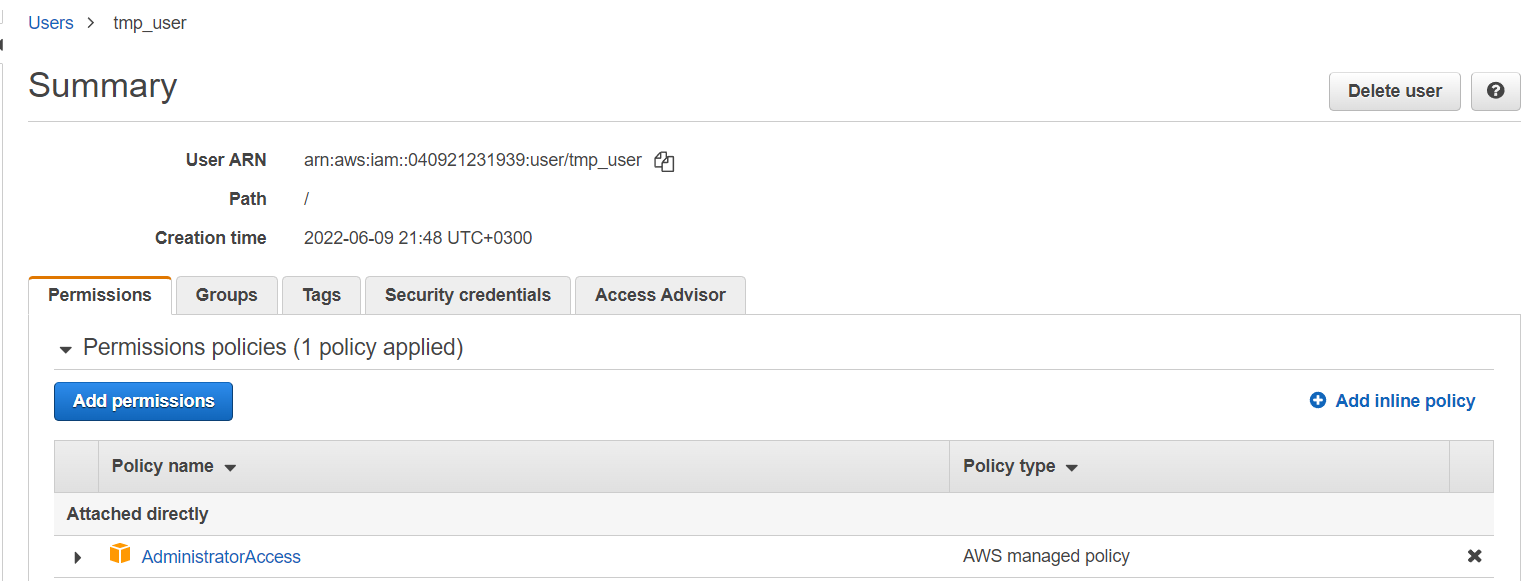 Users > tmp_user
Summary
Delete user
?
User ARN arn:aws:iam::040921231939:user/tmp_user
Path /
Creation time 2022-06-09 21:48 UTC+0300
Permissions Groups Tags Security credentials Access Advisor
Permissions policies (1 policy applied)
Add permissions Add inline policy
Policy name Policy type
Attached directly
AdministratorAccess AWS managed policy